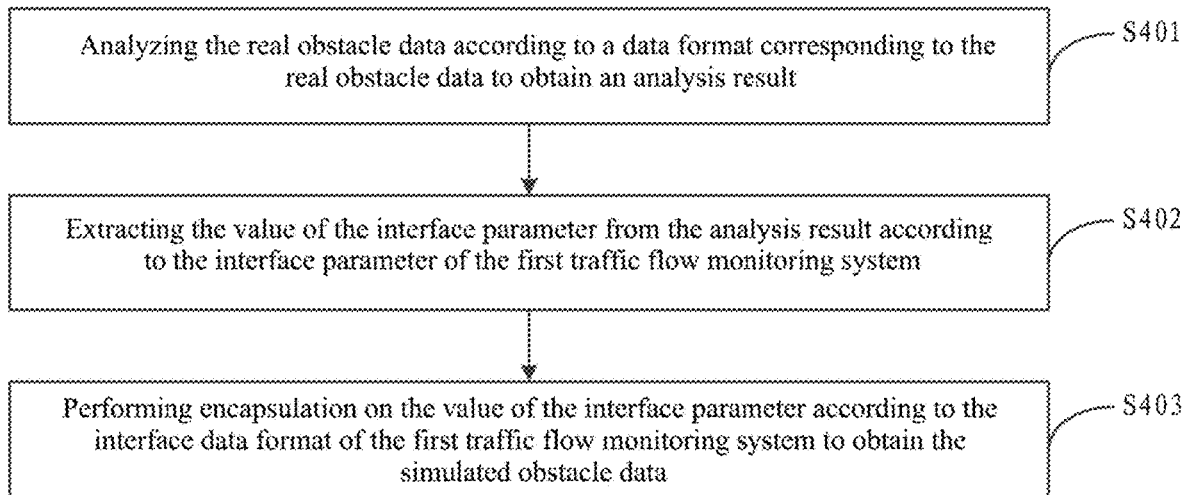 Analyzing the real obstacle data according to a data format corresponding to the
real obstacle data to obtain an analysis result
S401
Extracting the value of the interface parameter from the analysis result according
to the interface parameter of the first traffic flow monitoring system
S402
Performing encapsulation on the value of the interface parameter according to the
interface data format of the first traffic flow monitoring system to obtain the
simulated obstacle data
S403